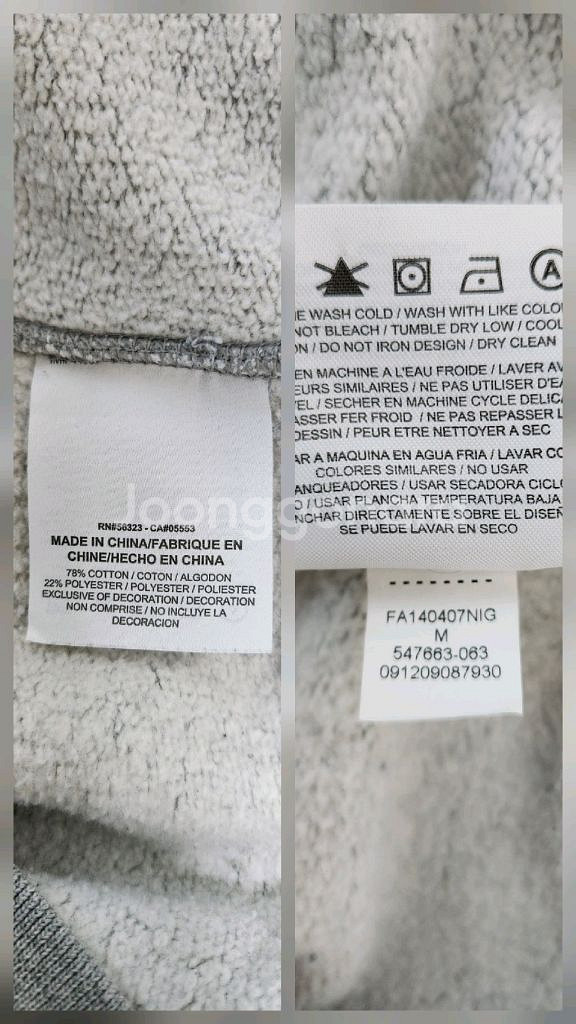 RN#56323 - CA#05553
MADE IN CHINA/FABRIQUE EN
CHINE/HECHO EN CHINA
78% COTTON / COTON / ALGODON
22% POLYESTER / POLYESTER / POLIESTER
EXCLUSIVE OF DECORATION / DECORATION
NON COMPRISE / NO INCLUYE LA
DECORACION
A
E WASH COLD / WASH WITH LIKE COLO
NOT BLEACH / TUMBLE DRY LOW / COOL
ON / DO NOT IRON DESIGN / DRY CLEAN
EN MACHINE A L'EAU FROIDE / LAVER AV
EURS SIMILAIRES / NE PAS UTILISER D'EA
EL / SECHER EN MACHINE CYCLE DELICA
ASSER FER FROID / NE PAS REPASSER L
DESSIN / PEUR ETRE NETTOYER A SEC
AR A MAQUINA EN AGUA FRIA / LAVAR CO
COLORES SIMILARES / NO USAR
ANQUEADORES / USAR SECADORA CICL
O / USAR PLANCHA TEMPERATURA BAJA
NCHAR DIRECTAMENTE SOBRE EL DISEÑ
SE PUEDE LAVAR EN SECO
FA140407NIG
M
547663-063
091209087930